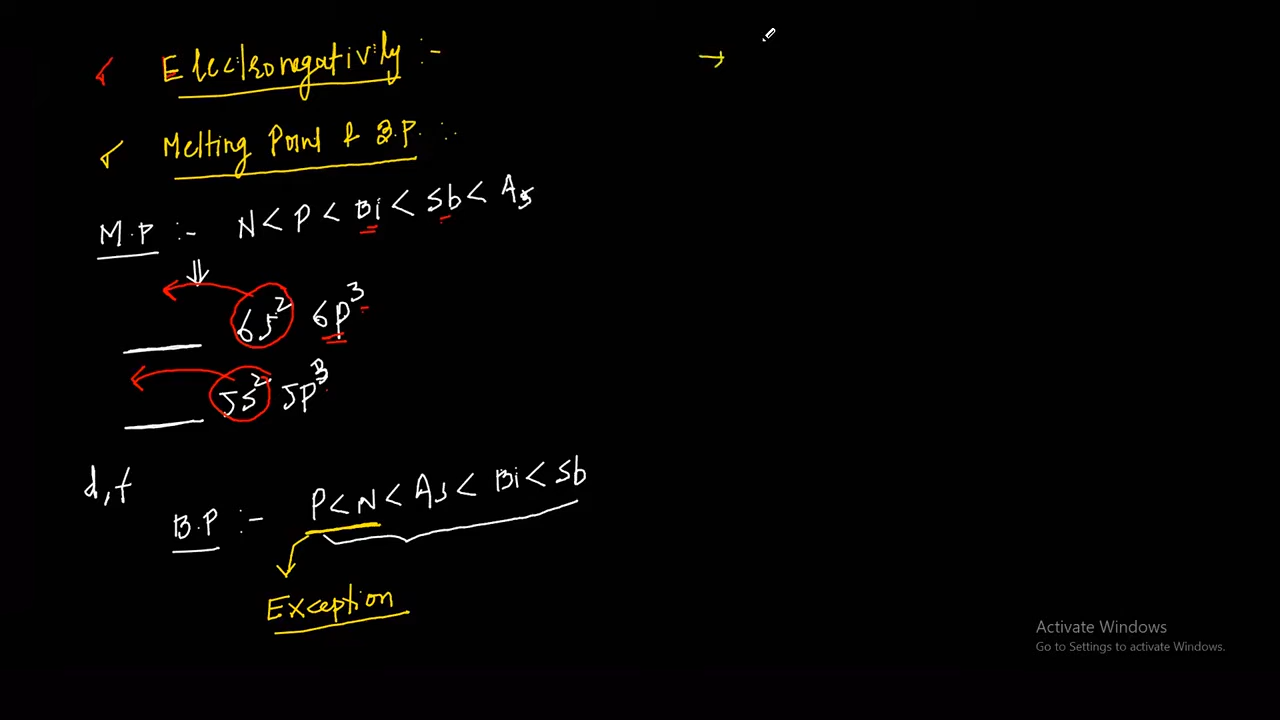 Electronegativity :-
→
Melting Point & B.P. :
M.P :- N < P < Bi < Sb < As
⇓
6s² 6p³
5s² 5p³
d, f
B.P :- P < N < As < Bi < Sb
Exception
Activate Windows
Go to Settings to activate Windows.